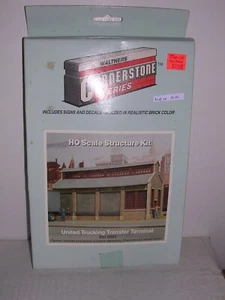 WALTHERS
CORNERSTONE
SERIES
INCLUDES SIGNS AND DECALS • MOLDED IN REALISTIC BRICK COLOR
HO Scale Structure Kit
United Trucking Transfer Terminal